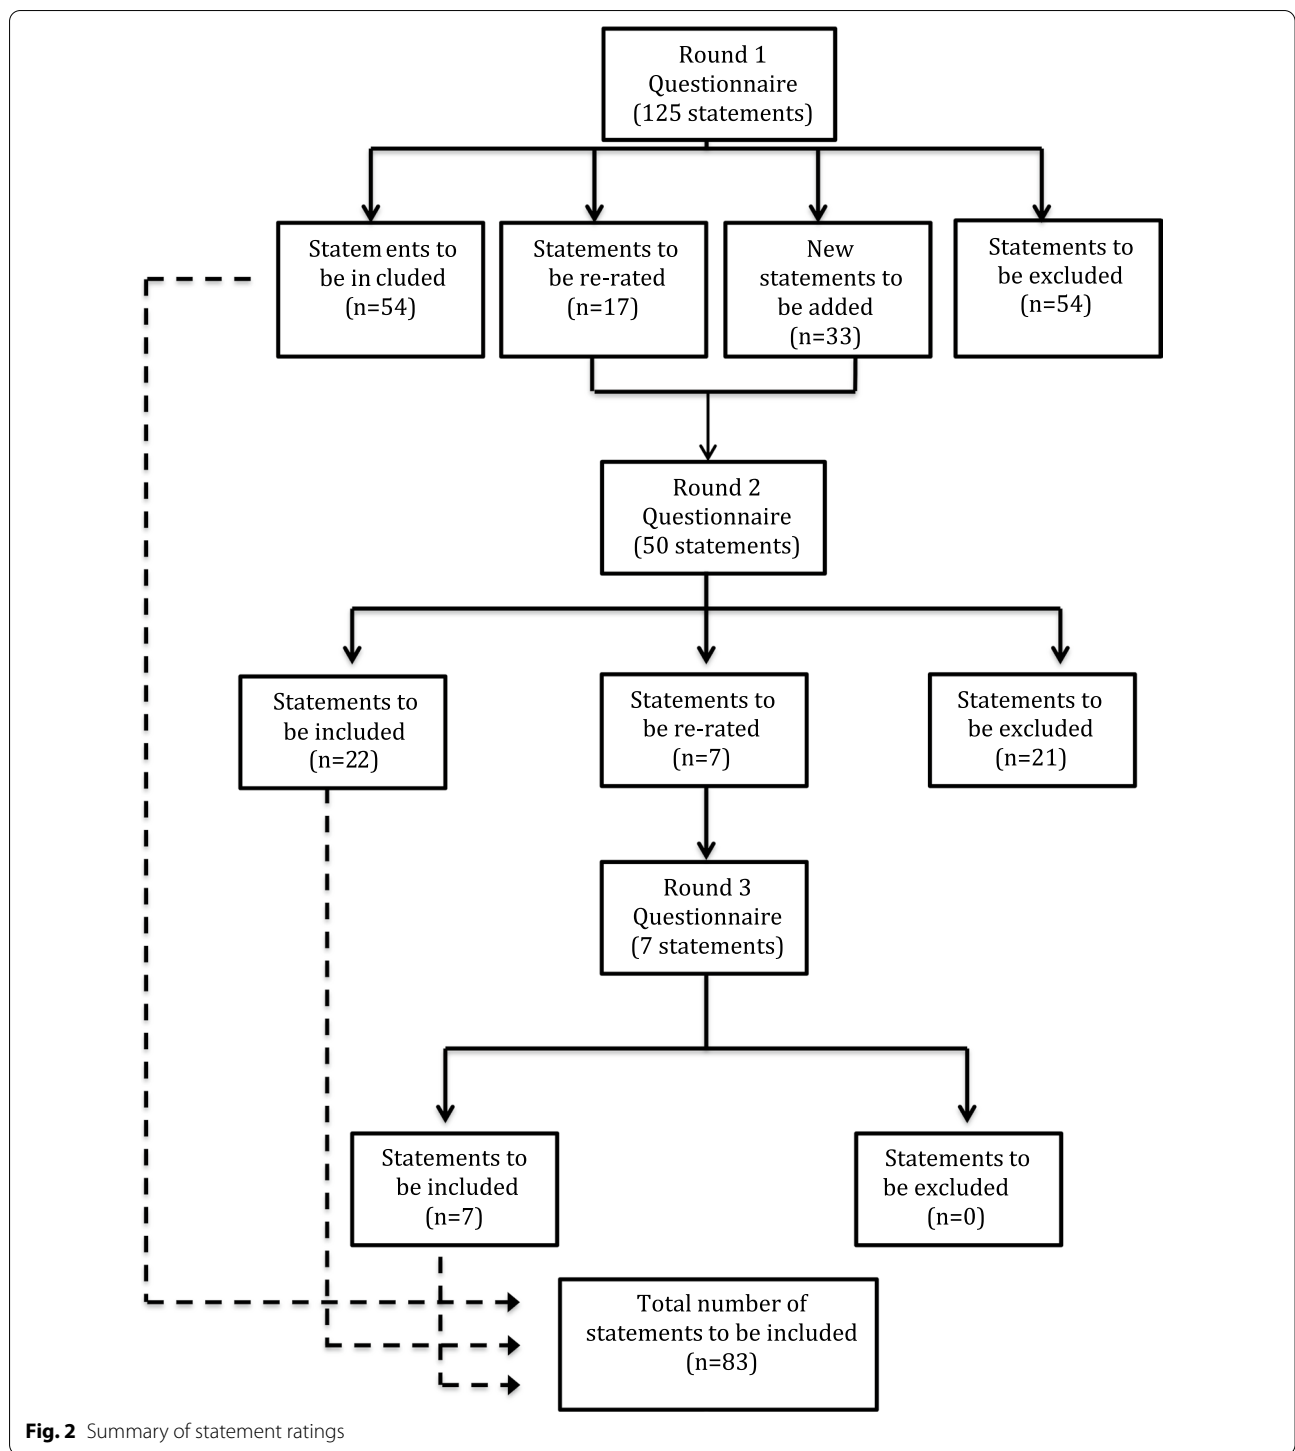 Round 1
Questionnaire
(125 statements)
Statements to
be in cluded
(n=54)
Statements to
be re-rated
(n=17)
New
statements to
be added
(n=33)
Statements to
be excluded
(n=54)
Round 2
Questionnaire
(50 statements)
Statements to
be included
(n=22)
Statements to
be re-rated
(n=7)
Statements to
be excluded
(n=21)
Round 3
Questionnaire
(7 statements)
Statements to
be included
(n=7)
Statements to
be excluded
(n=0)
Total number of
statements to be included
(n=83)
Fig. 2 Summary of statement ratings